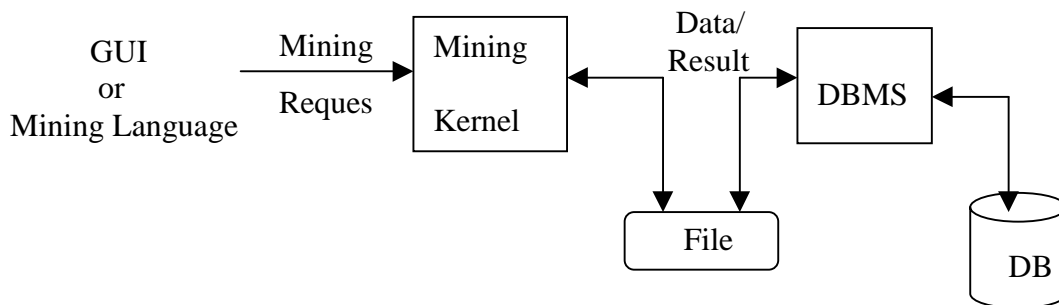 GUI
or
Mining Language
Mining
Reques
Mining
Kernel
Data/
Result
DBMS
File
DB